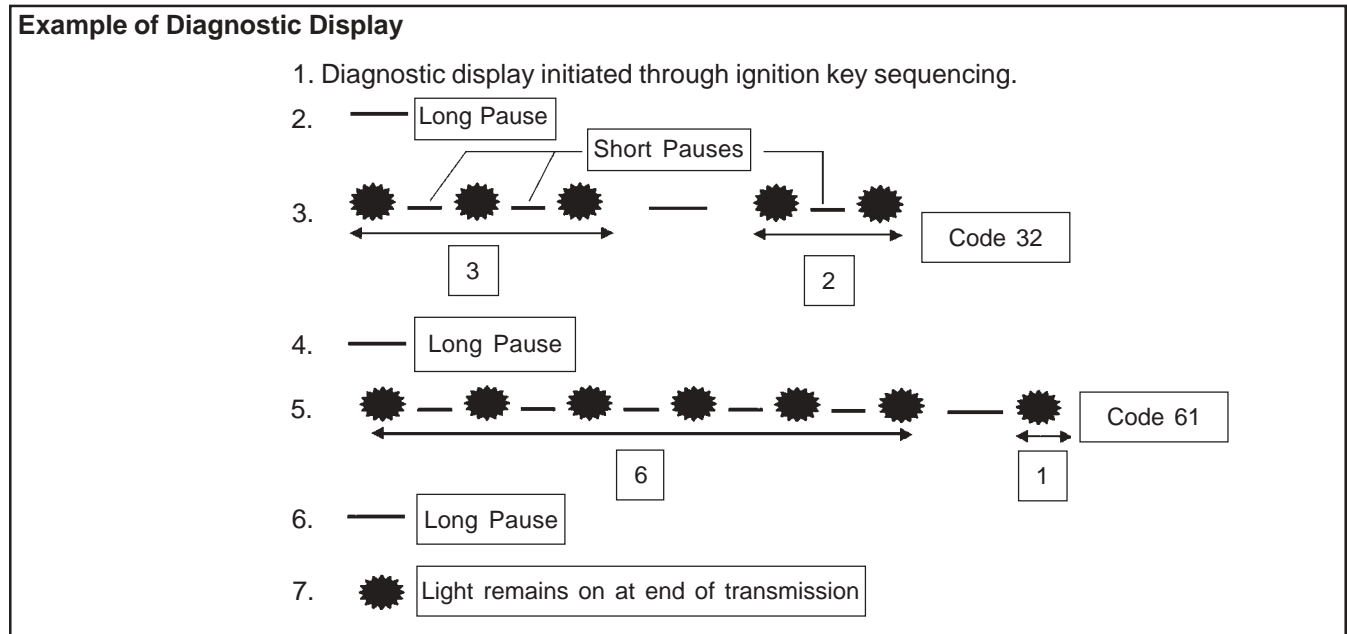 Example of Diagnostic Display
1. Diagnostic display initiated through ignition key sequencing.
2. Long Pause
Short Pauses
3. Code 32
3 2
4. Long Pause
5. Code 61
6 1
6. Long Pause
7. Light remains on at end of transmission